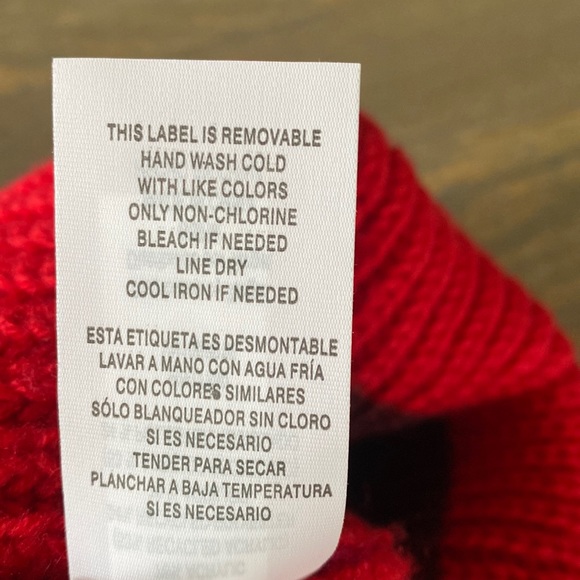 THIS LABEL IS REMOVABLE
HAND WASH COLD
WITH LIKE COLORS
ONLY NON-CHLORINE
BLEACH IF NEEDED
LINE DRY
COOL IRON IF NEEDED
ESTA ETIQUETA ES DESMONTABLE
LAVAR A MANO CON AGUA FRÍA
CON COLORES SIMILARES
SÓLO BLANQUEADOR SIN CLORO
SI ES NECESARIO
TENDER PARA SECAR
PLANCHAR A BAJA TEMPERATURA
SI ES NECESARIO